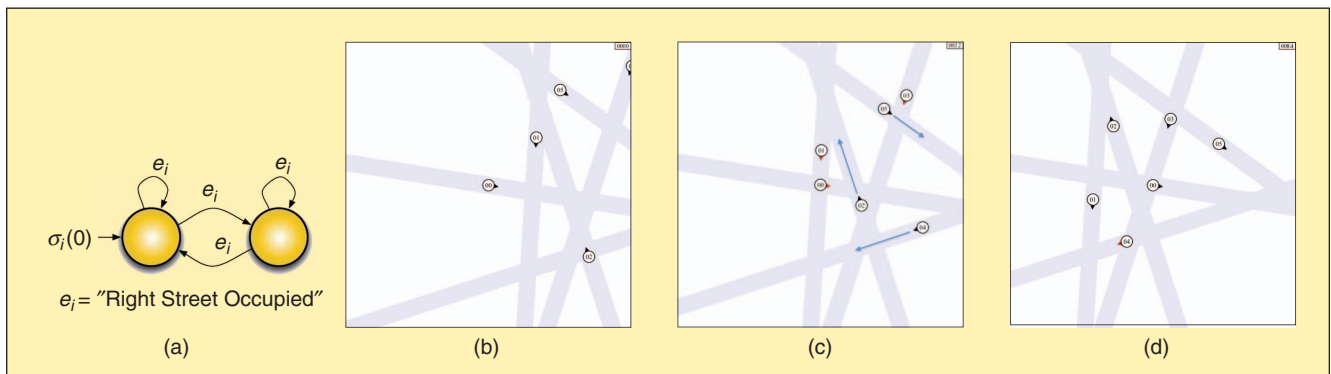 e_i
e_i
e_i
e_i
σ_i(0)
e_i = "Right Street Occupied"
(a)
0000
05
01
00
02
(b)
0012
03
05
01
00
02
04
(c)
0084
02
03
05
00
01
04
(d)